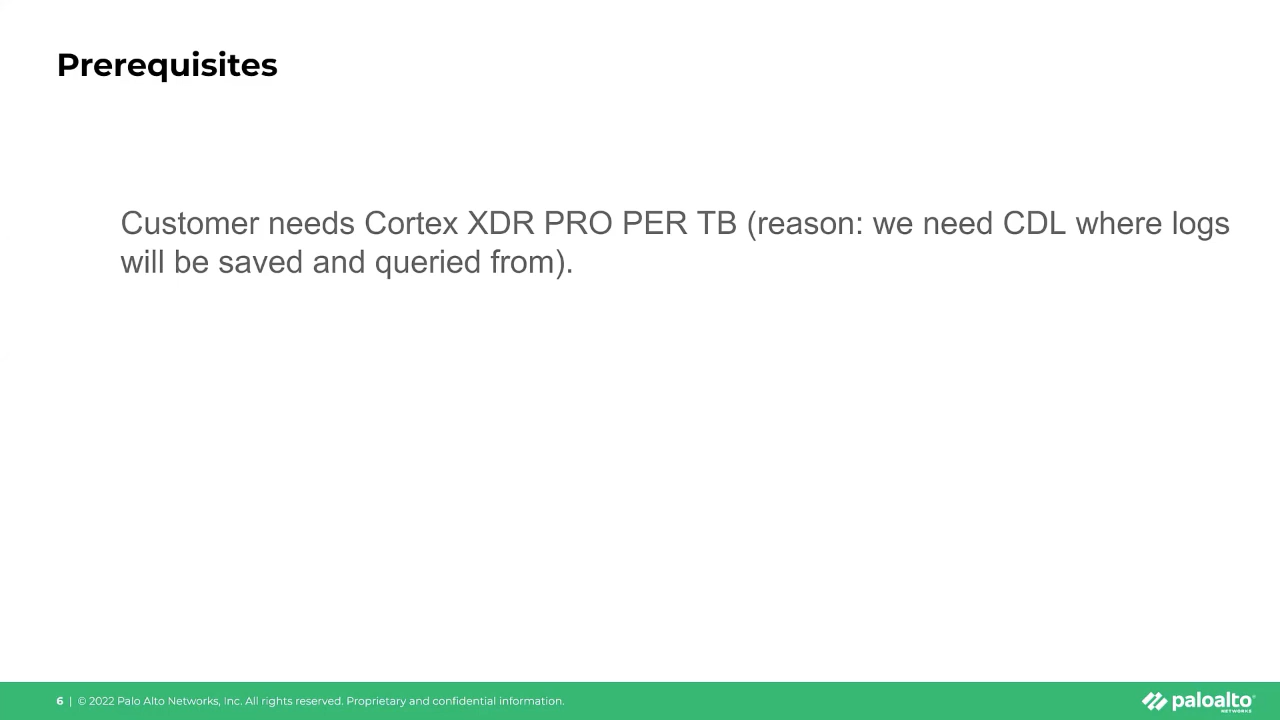 Prerequisites
Customer needs Cortex XDR PRO PER TB (reason: we need CDL where logs
will be saved and queried from).
6 | © 2022 Palo Alto Networks, Inc. All rights reserved. Proprietary and confidential information.
paloalto
NETWORKS